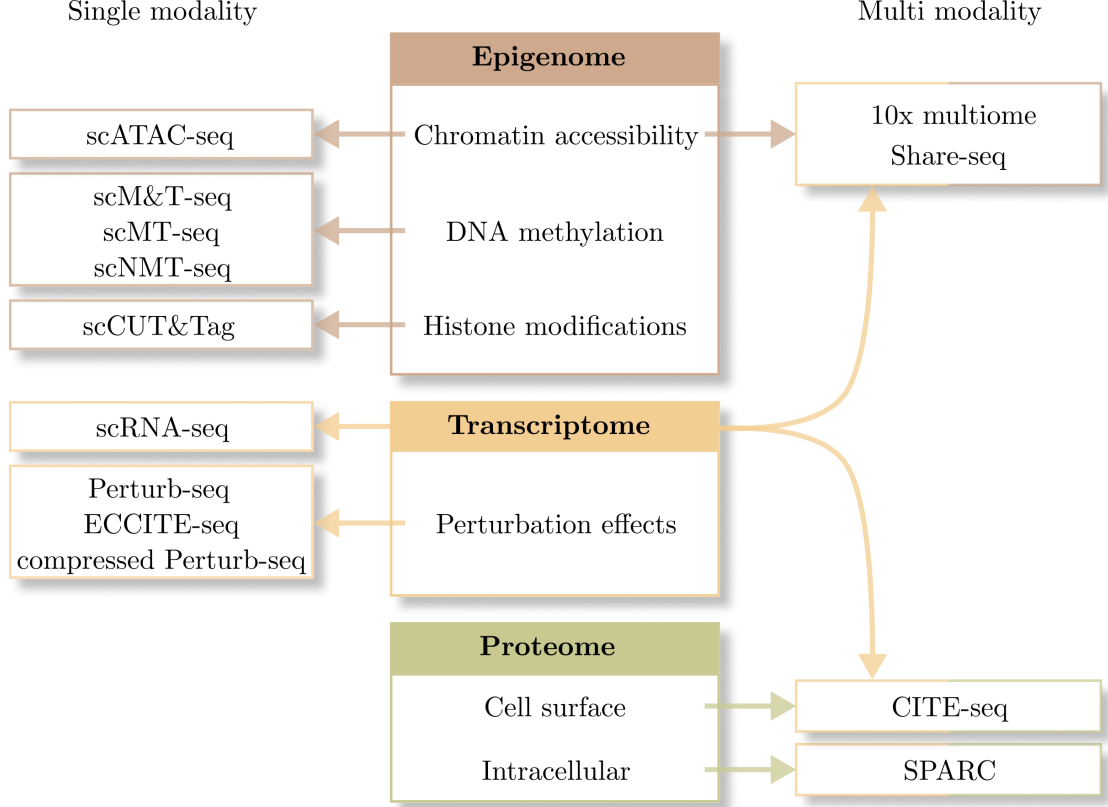 Single modality
Multi modality
Epigenome
scATAC-seq
Chromatin accessibility
10x multiome
Share-seq
scM&T-seq
scMT-seq
scNMT-seq
DNA methylation
scCUT&Tag
Histone modifications
scRNA-seq
Transcriptome
Perturb-seq
ECCITE-seq
compressed Perturb-seq
Perturbation effects
Proteome
Cell surface
CITE-seq
Intracellular
SPARC